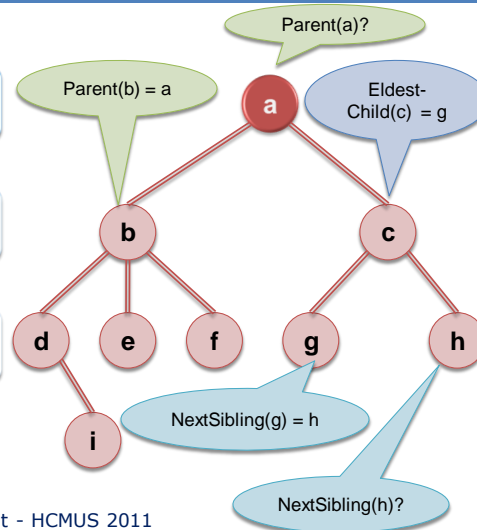 Parent(a)?
Parent(b) = a
a
Eldest-
Child(c) = g
b
c
d
e
f
g
h
NextSibling(g) = h
i
NextSibling(h)?
t - HCMUS 2011